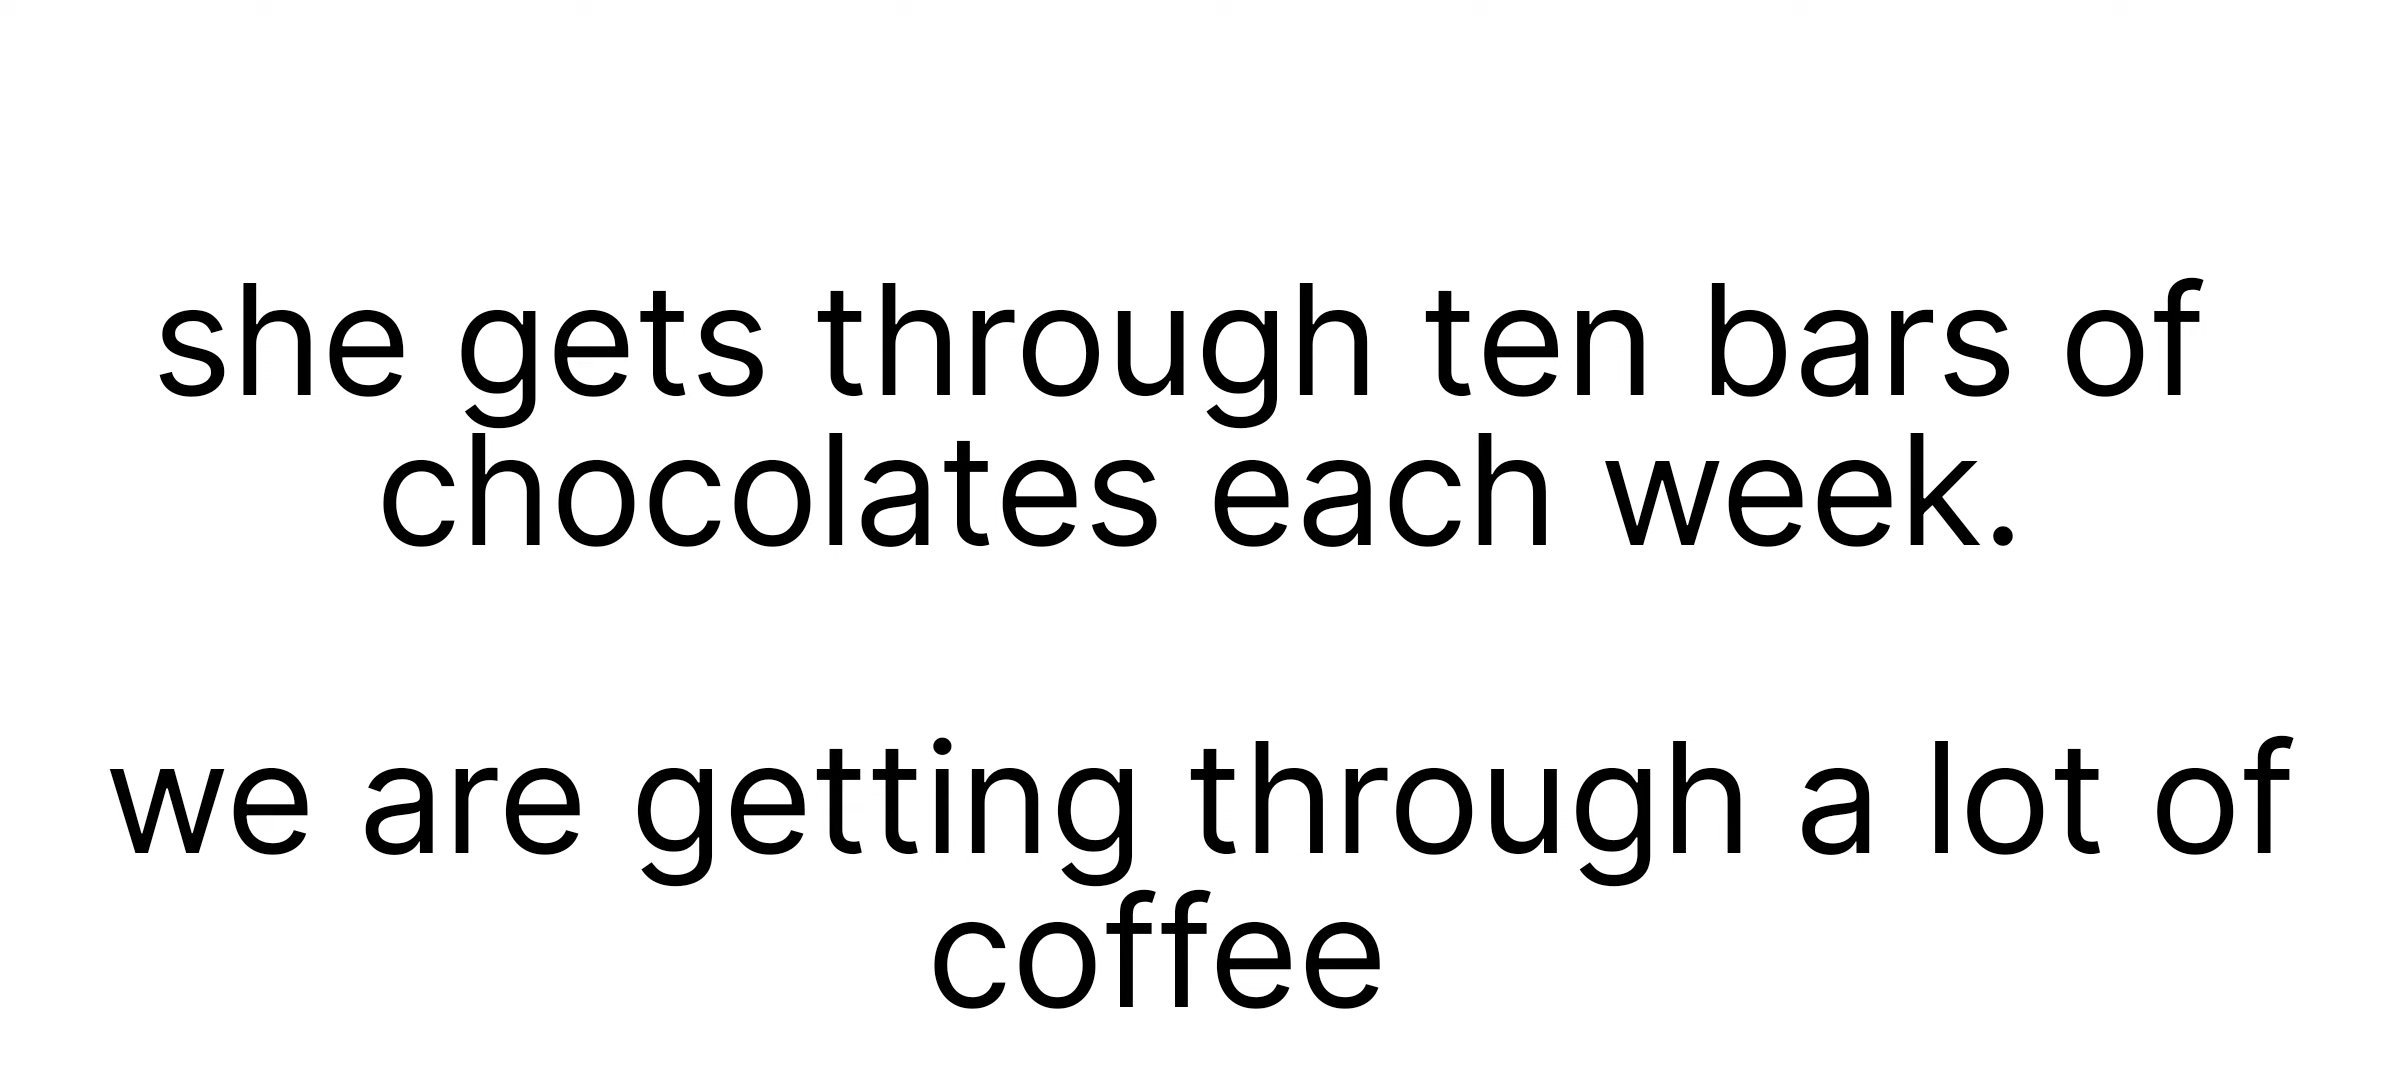 she gets through ten bars of
chocolates each week.
we are getting through a lot of
coffee